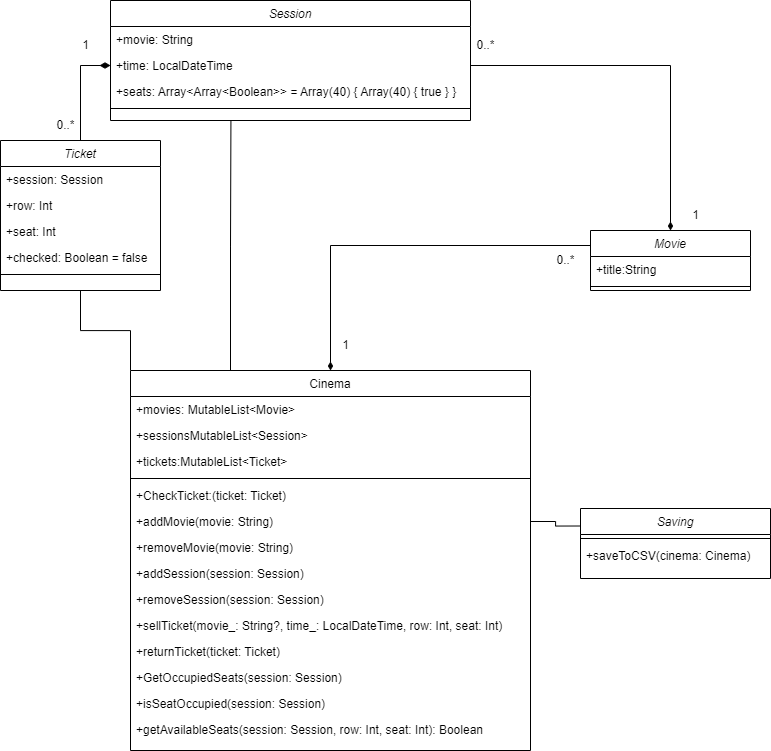 Session
+movie: String
+time: LocalDateTime
+seats: Array<Array<Boolean>> = Array(40) { Array(40) { true } }
1
0..*
0..*
1
Ticket
+session: Session
+row: Int
+seat: Int
+checked: Boolean = false
Movie
+title:String
0..*
1
Cinema
+movies: MutableList<Movie>
+sessionsMutableList<Session>
+tickets:MutableList<Ticket>
+CheckTicket:(ticket: Ticket)
+addMovie(movie: String)
+removeMovie(movie: String)
+addSession(session: Session)
+removeSession(session: Session)
+sellTicket(movie_: String?, time_: LocalDateTime, row: Int, seat: Int)
+returnTicket(ticket: Ticket)
+GetOccupiedSeats(session: Session)
+isSeatOccupied(session: Session)
+getAvailableSeats(session: Session, row: Int, seat: Int): Boolean
Saving
+saveToCSV(cinema: Cinema)